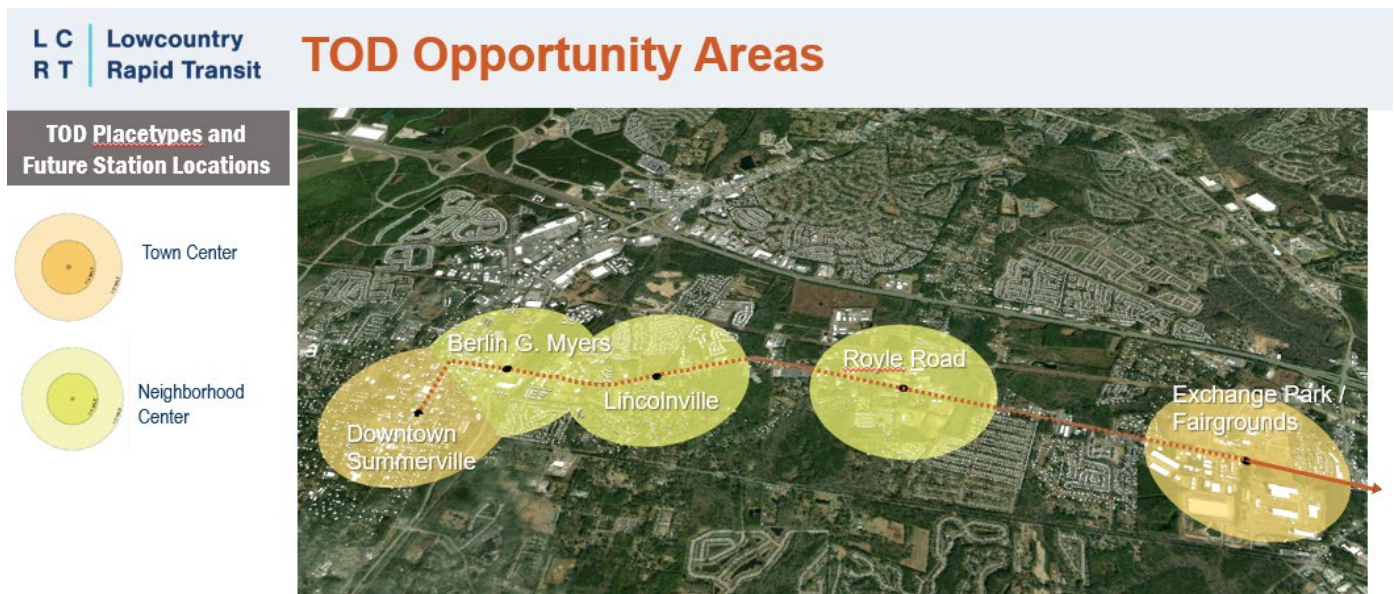 L C
R T
Lowcountry
Rapid Transit
TOD Opportunity Areas
TOD Placetypes and
Future Station Locations
Town Center
Neighborhood
Center
Berlin G. Myers
Lincolnville
Royle Road
Exchange Park /
Fairgrounds
Downtown
Summerville